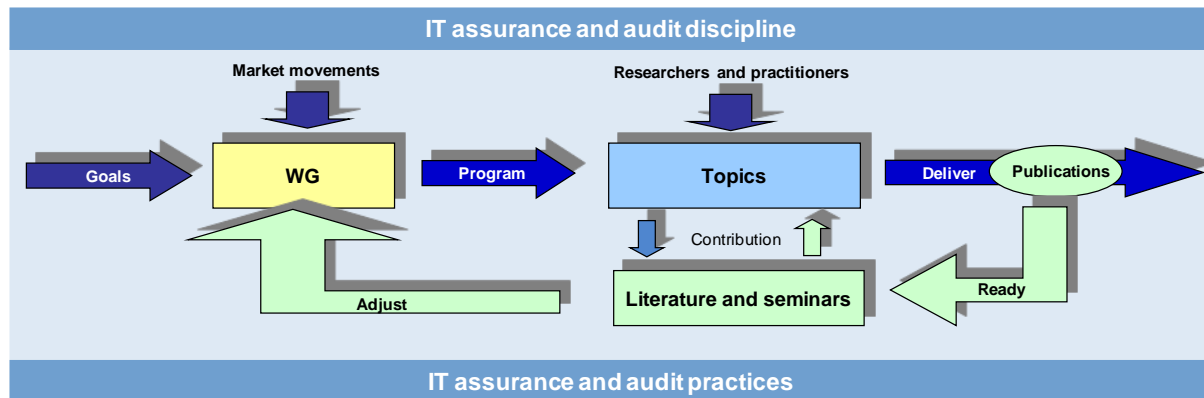 IT assurance and audit discipline
Market movements
Researchers and practitioners
Goals
WG
Program
Topics
Deliver
Publications
Contribution
Literature and seminars
Ready
Adjust
IT assurance and audit practices